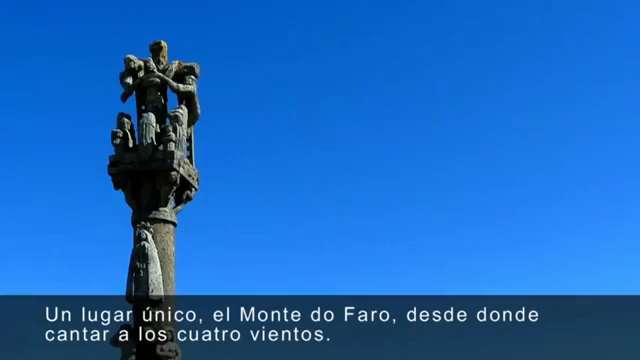 Un lugar único, el Monte do Faro, desde donde
cantar a los cuatro vientos.